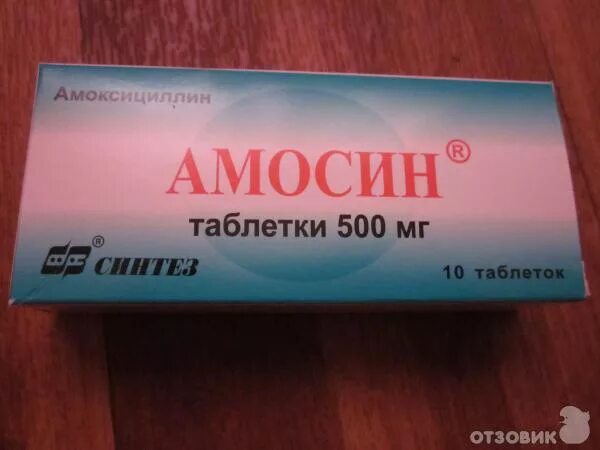 Амоксициллин
АМОСИН®
таблетки 500 мг
® СИНТЕЗ
10 таблеток
ОТЗОВИК